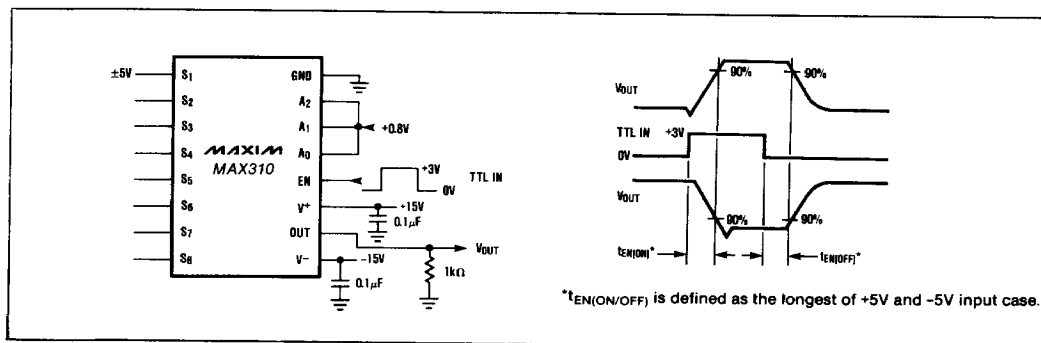 ±5V
S1
S2
S3
S4
S5
S6
S7
S8
MAXIM
MAX310
GND
A2
A1
A0
EN
V+
OUT
V−
+0.8V
+3V
TTL IN
0V
+15V
0.1µF
VOUT
−15V
1kΩ
0.1µF
90%
90%
VOUT
TTL IN +3V
0V
VOUT
90%
90%
tEN(ON)*
tEN(OFF)*
*tEN(ON/OFF) is defined as the longest of +5V and −5V input case.